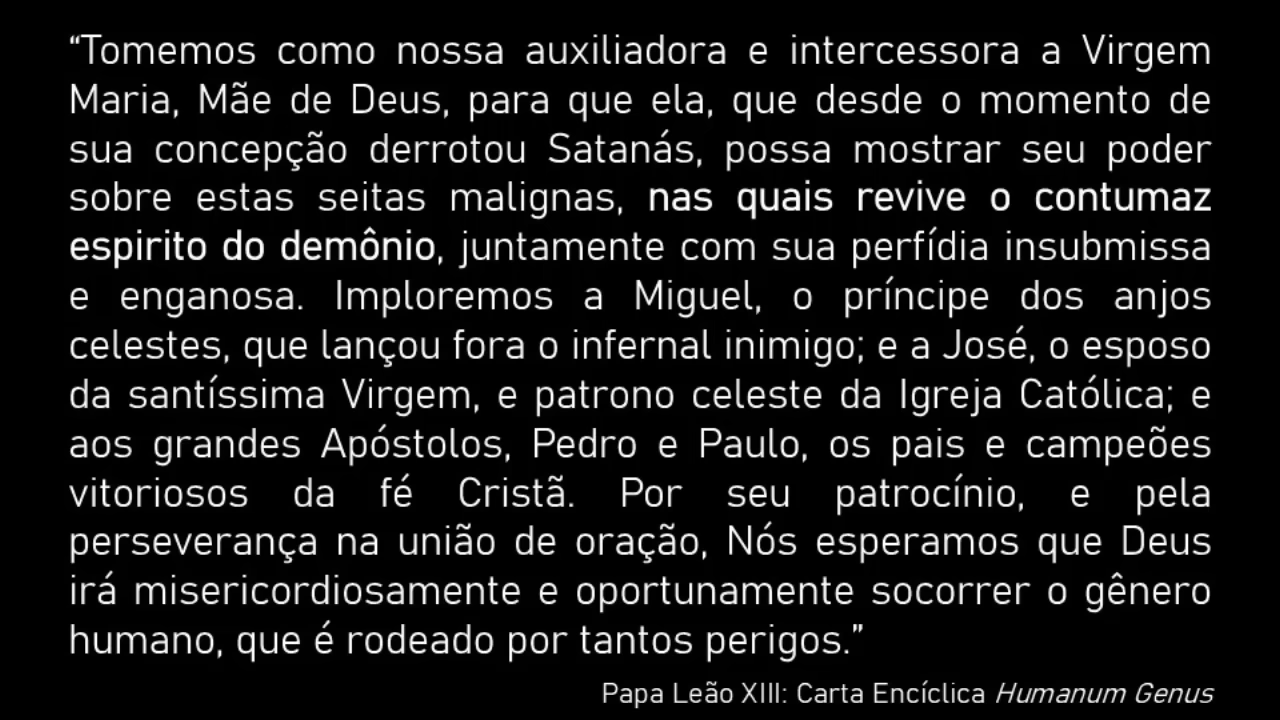 “Tomemos como nossa auxiliadora e intercessora a Virgem
Maria, Mãe de Deus, para que ela, que desde o momento de
sua concepção derrotou Satanás, possa mostrar seu poder
sobre estas seitas malignas, nas quais revive o contumaz
espirito do demônio, juntamente com sua perfídia insubmissa
e enganosa. Imploremos a Miguel, o príncipe dos anjos
celestes, que lançou fora o infernal inimigo; e a José, o esposo
da santíssima Virgem, e patrono celeste da Igreja Católica; e
aos grandes Apóstolos, Pedro e Paulo, os pais e campeões
vitoriosos da fé Cristã. Por seu patrocínio, e pela
perseverança na união de oração, Nós esperamos que Deus
irá misericordiosamente e oportunamente socorrer o gênero
humano, que é rodeado por tantos perigos.”
Papa Leão XIII: Carta Encíclica Humanum Genus